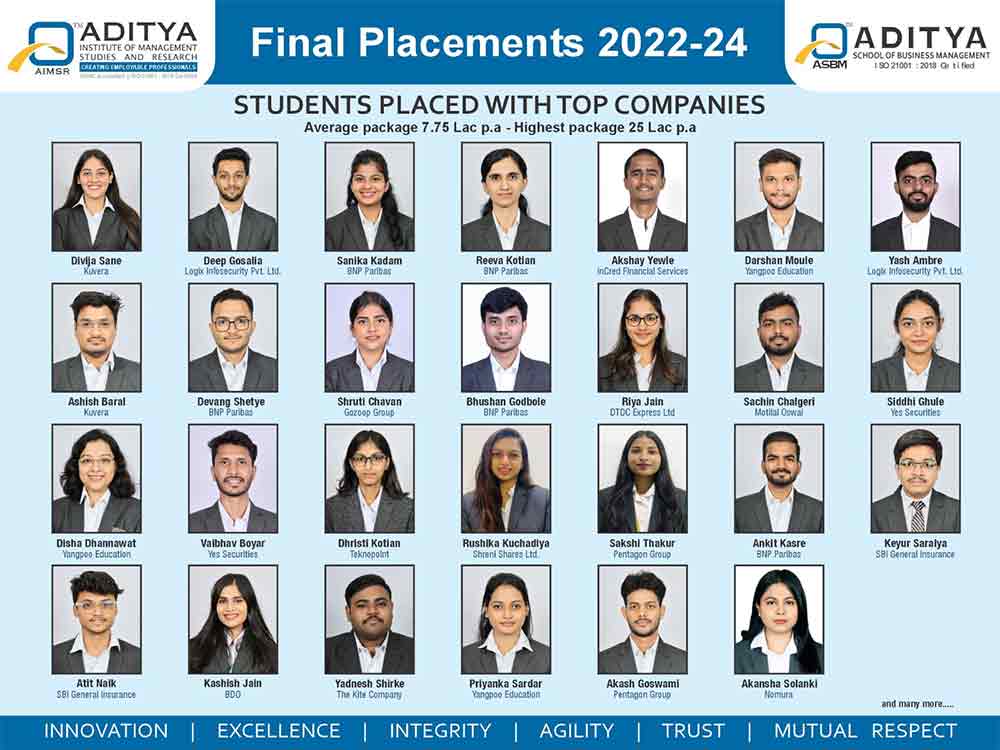 TM
ADITYA
INSTITUTE OF MANAGEMENT
STUDIES AND RESEARCH
CREATING EMPLOYABLE PROFESSIONALS
AIMSR
Final Placements 2022-24
TM
ADITYA
SCHOOL OF BUSINESS MANAGEMENT
ASBM
ISO 21001 : 2018
STUDENTS PLACED WITH TOP COMPANIES
Average package 7.75 Lac p.a - Highest package 25 Lac p.a
Divija Sane
Kuvera
Deep Gosalia
Logix Infosecurity Pvt. Ltd.
Sanika Kadam
BNP Paribas
Reeva Kotian
BNP Paribas
Akshay Yewle
InCred Financial Services
Darshan Moule
Yangpoo Education
Yash Ambre
Logix Infosecurity Pvt. Ltd.
Ashish Baral
Kuvera
Devang Shetye
BNP Paribas
Shruti Chavan
Gozoop Group
Bhushan Godbole
BNP Paribas
Riya Jain
DTDC Express Ltd
Sachin Chalgeri
Motilal Oswal
Siddhi Ghule
Yes Securities
Disha Dhannawat
Yangpoo Education
Vaibhav Boyar
Yes Securities
Dhristi Kotian
Teknopoint
Rushika Kuchadiya
Shreni Shares Ltd.
Sakshi Thakur
Pentagon Group
Ankit Kasre
BNP Paribas
Keyur Saraiya
SBI General Insurance
Atit Naik
SBI General Insurance
Kashish Jain
BDO
Yadnesh Shirke
The Kite Company
Priyanka Sardar
Yangpoo Education
Akash Goswami
Pentagon Group
Akansha Solanki
Nomura
and many more.....
INNOVATION | EXCELLENCE | INTEGRITY | AGILITY | TRUST | MUTUAL RESPECT